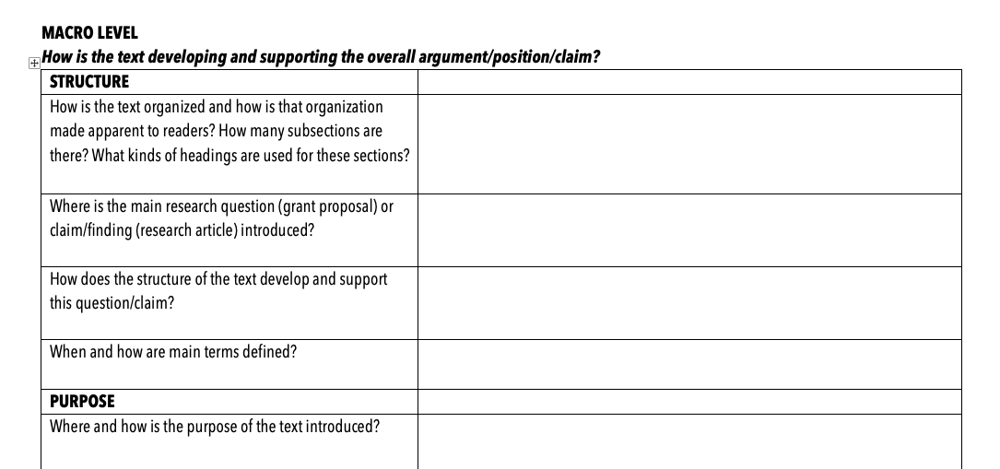 MACRO LEVEL
How is the text developing and supporting the overall argument/position/claim?
STRUCTURE
How is the text organized and how is that organization
made apparent to readers? How many subsections are
there? What kinds of headings are used for these sections?
Where is the main research question (grant proposal) or
claim/finding (research article) introduced?
How does the structure of the text develop and support
this question/claim?
When and how are main terms defined?
PURPOSE
Where and how is the purpose of the text introduced?